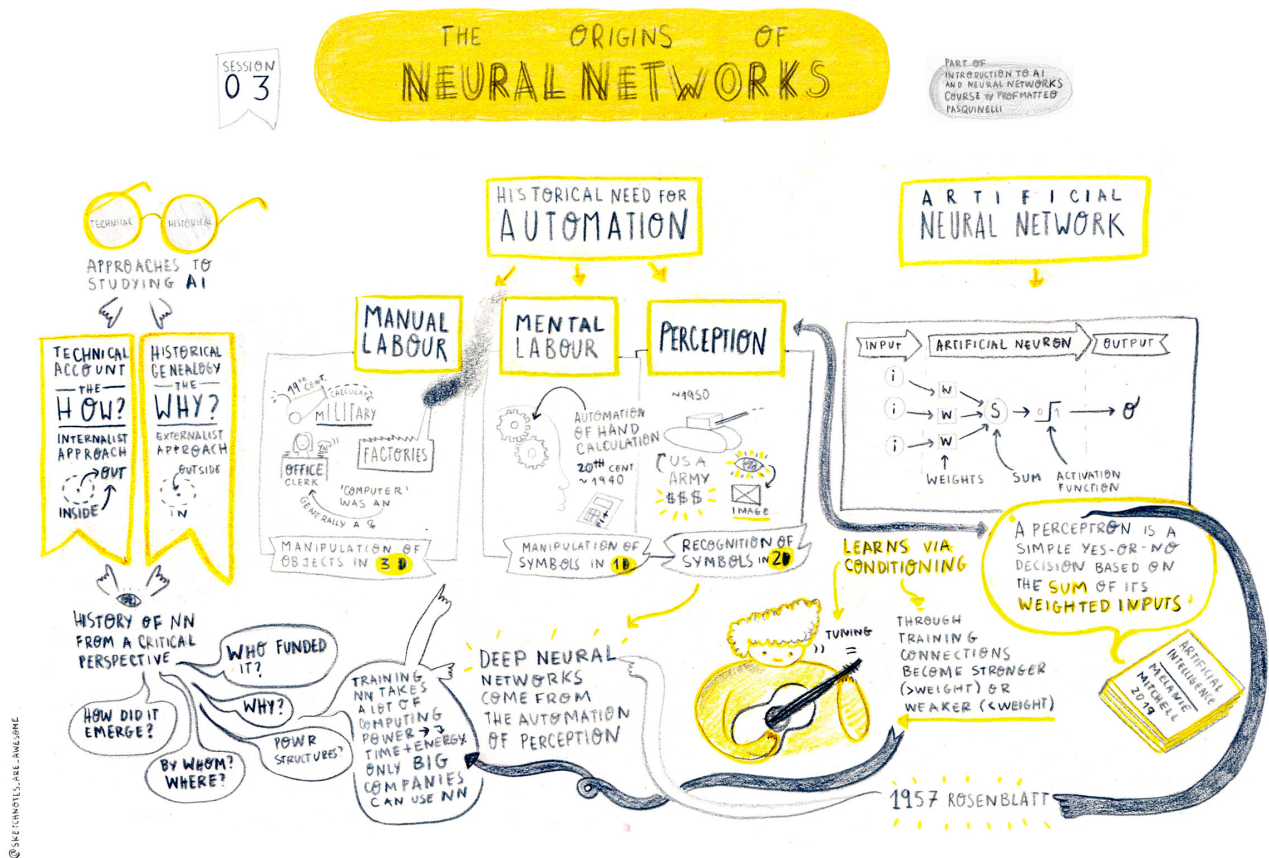 SESSION
03
THE ORIGINS OF
NEURAL NETWORKS
PART OF
INTRODUCTION TO AI
AND NEURAL NETWORKS
COURSE by PROF MATTEO
PASQUINELLI
TECHNICAL
HISTORICAL
APPROACHES TO
STUDYING AI
TECHNICAL
ACCOUNT
THE
HOW?
INTERNALIST
APPROACH
OUT
INSIDE
HISTORICAL
GENEALOGY
THE
WHY?
EXTERNALIST
APPROACH
OUTSIDE
IN
HISTORY OF NN
FROM A CRITICAL
PERSPECTIVE
WHO FUNDED
IT?
WHY?
POWR
STRUCTURES?
BY WHOM?
WHERE?
HOW DID IT
EMERGE?
TRAINING
NN TAKES
A LOT OF
COMPUTING
POWER →
TIME + ENERGY
ONLY BIG
COMPANIES
CAN USE NN
HISTORICAL NEED FOR
AUTOMATION
MANUAL
LABOUR
19TH CENT.
CALCULATE
MILITARY
OFFICE
CLERK
FACTORIES
'COMPUTER'
WAS AN
GENERALLY A ♀
MANIPULATION OF
OBJECTS IN 3D
MENTAL
LABOUR
AUTOMATION
OF HAND
CALCULATION
20TH CENT.
~1940
MANIPULATION OF
SYMBOLS IN 1D
PERCEPTION
~1950
USA
ARMY
$$$
IMAGE
RECOGNITION OF
SYMBOLS IN 2D
DEEP NEURAL
NETWORKS
COME FROM
THE AUTOMATION
OF PERCEPTION
ARTIFICIAL
NEURAL NETWORK
INPUT
ARTIFICIAL NEURON
OUTPUT
i
i
i
W
W
W
S
0 1
σ
WEIGHTS
SUM
ACTIVATION
FUNCTION
LEARNS VIA
CONDITIONING
TUNING
THROUGH
TRAINING
CONNECTIONS
BECOME STRONGER
(>WEIGHT) OR
WEAKER (<WEIGHT)
"A PERCEPTRON IS A
SIMPLE YES-OR-NO
DECISION BASED ON
THE SUM OF ITS
WEIGHTED INPUTS"
ARTIFICIAL
INTELLIGENCE
MAELANIE
MITCHELL
2019
1957 ROSENBLATT
@SKETCHNOTES.ARE.AWESOME